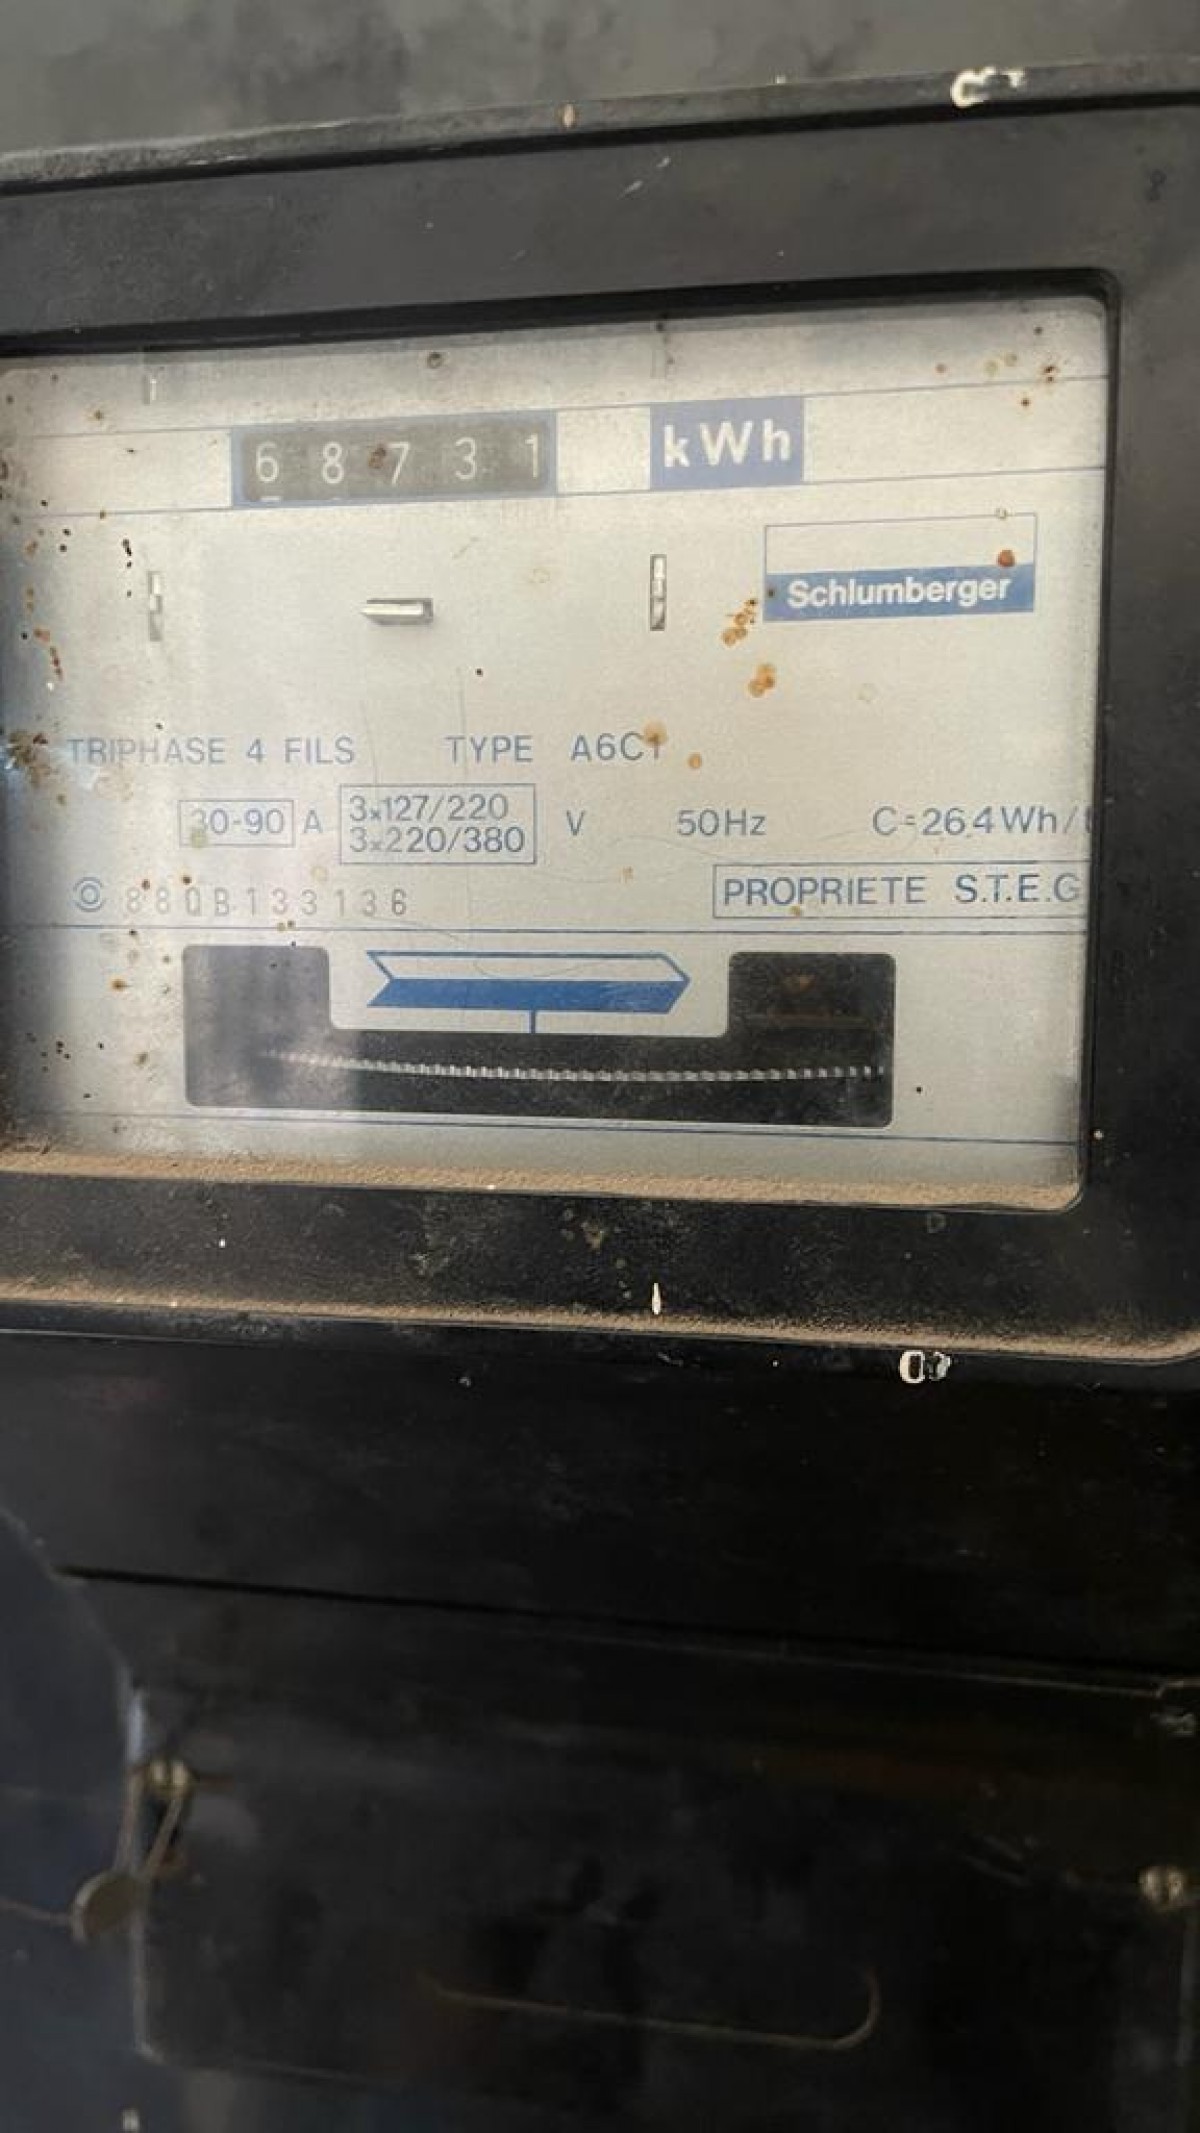 68731 kWh
Schlumberger
TRIPHASE 4 FILS TYPE A6C1
30-90 A 3x127/220 V 50Hz C=26,4Wh/t
3x220/380
880B133136 PROPRIETE S.T.E.G